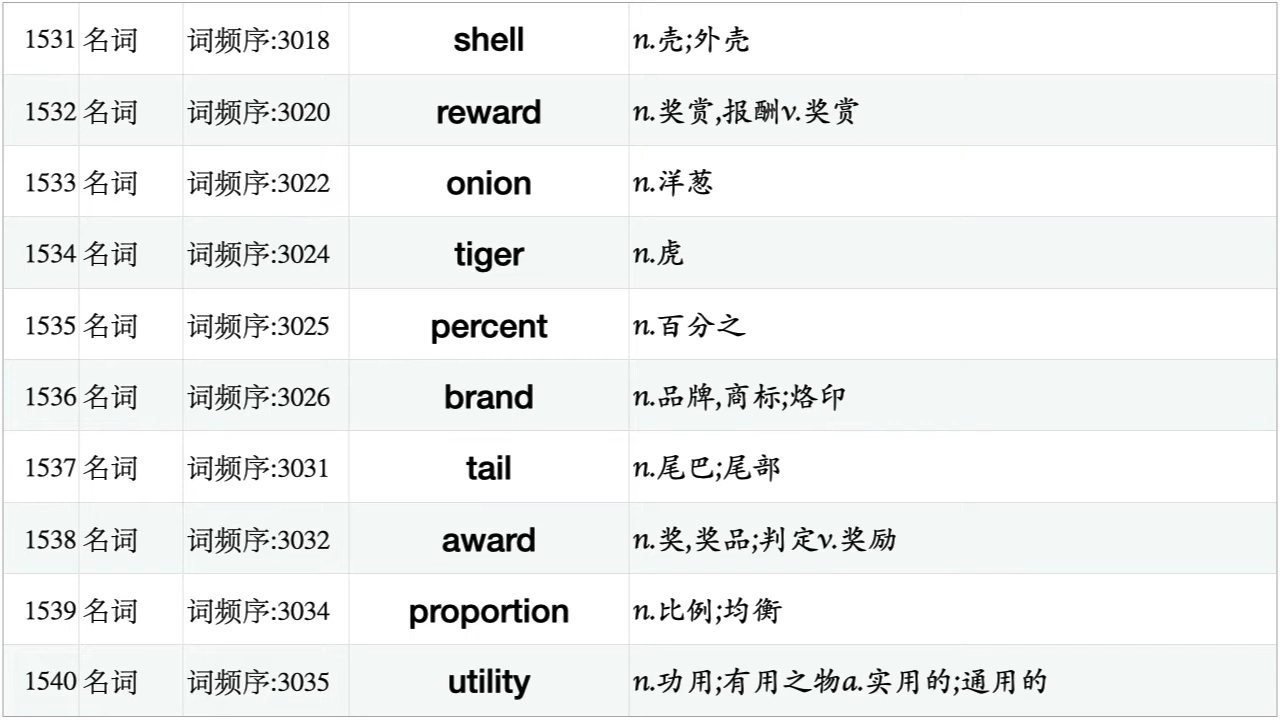 1531 名词 词频序:3018 shell n.壳;外壳
1532 名词 词频序:3020 reward n.奖赏,报酬v.奖赏
1533 名词 词频序:3022 onion n.洋葱
1534 名词 词频序:3024 tiger n.虎
1535 名词 词频序:3025 percent n.百分之
1536 名词 词频序:3026 brand n.品牌,商标;烙印
1537 名词 词频序:3031 tail n.尾巴;尾部
1538 名词 词频序:3032 award n.奖,奖品;判定v.奖励
1539 名词 词频序:3034 proportion n.比例;均衡
1540 名词 词频序:3035 utility n.功用;有用之物a.实用的;通用的